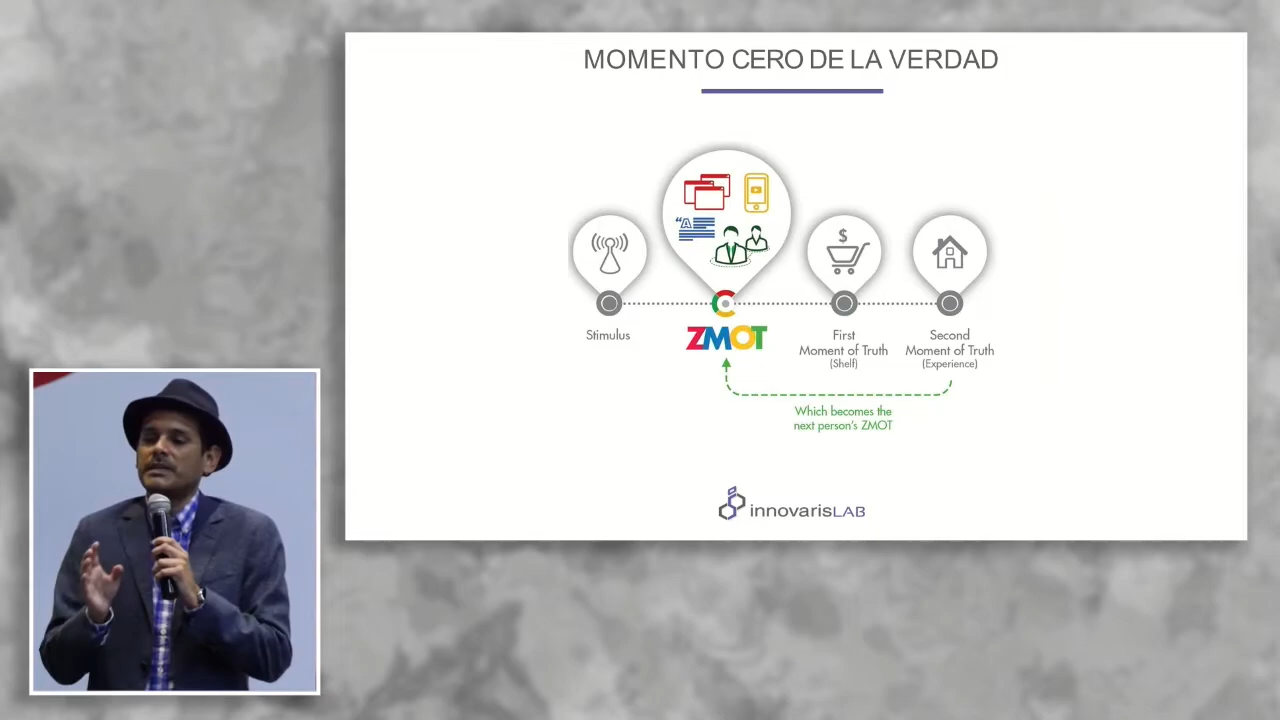 MOMENTO CERO DE LA VERDAD
A
ZMOT
Stimulus
First
Moment of Truth
(Shelf)
Second
Moment of Truth
(Experience)
$
Which becomes the
next person's ZMOT
innovarisLAB